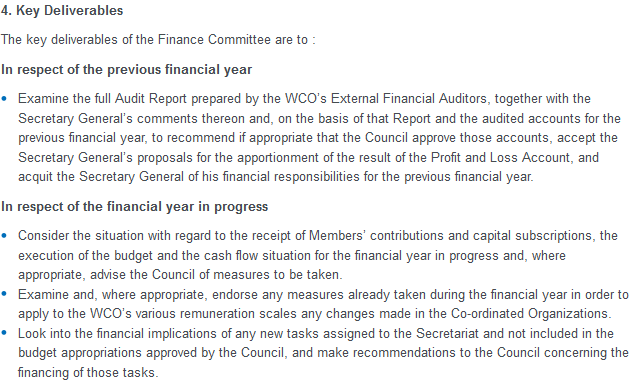 4. Key Deliverables
The key deliverables of the Finance Committee are to :
In respect of the previous financial year
• Examine the full Audit Report prepared by the WCO’s External Financial Auditors, together with the
Secretary General’s comments thereon and, on the basis of that Report and the audited accounts for the
previous financial year, to recommend if appropriate that the Council approve those accounts, accept the
Secretary General’s proposals for the apportionment of the result of the Profit and Loss Account, and
acquit the Secretary General of his financial responsibilities for the previous financial year.
In respect of the financial year in progress
• Consider the situation with regard to the receipt of Members’ contributions and capital subscriptions, the
execution of the budget and the cash flow situation for the financial year in progress and, where
appropriate, advise the Council of measures to be taken.
• Examine and, where appropriate, endorse any measures already taken during the financial year in order to
apply to the WCO’s various remuneration scales any changes made in the Co-ordinated Organizations.
• Look into the financial implications of any new tasks assigned to the Secretariat and not included in the
budget appropriations approved by the Council, and make recommendations to the Council concerning the
financing of those tasks.